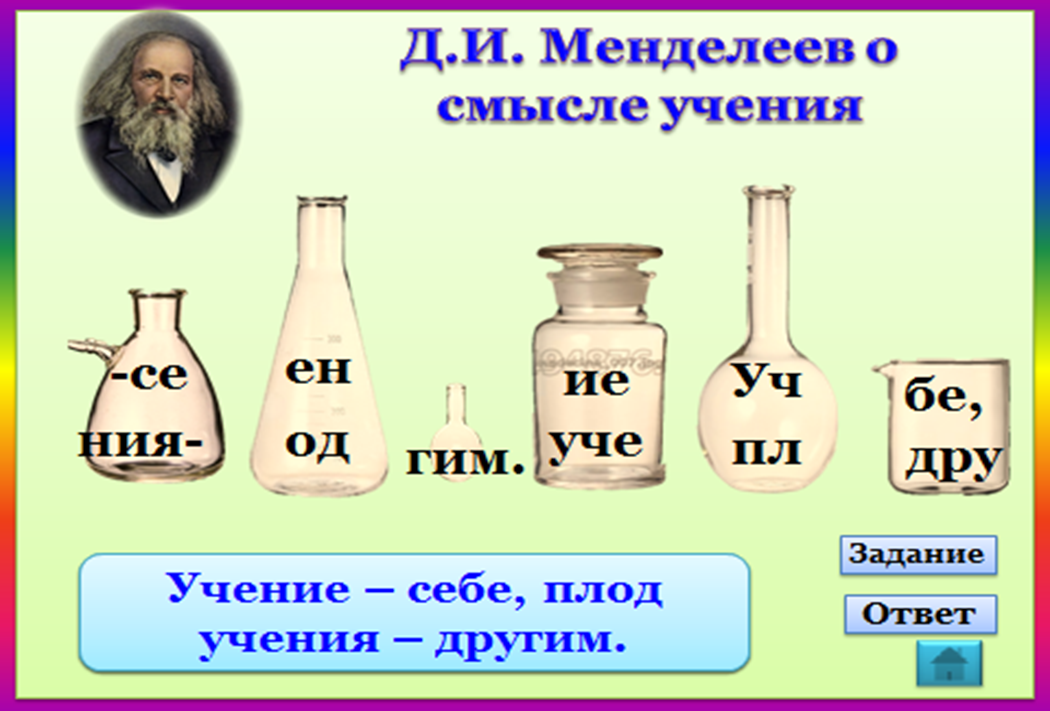 Д.И. Менделеев о
смысле учения
-се
ния-
ен
од
гим.
ие
уче
Уч
пл
бе,
дру
Учение – себе, плод
учения – другим.
Задание
Ответ